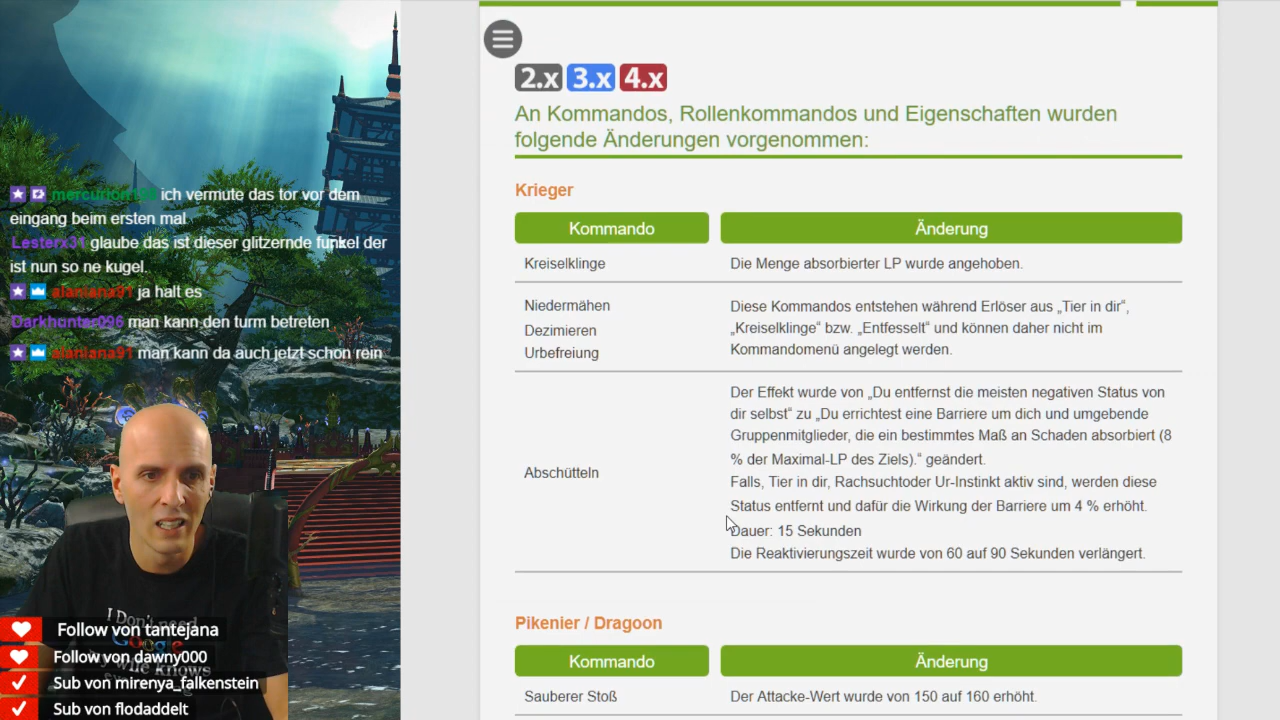 2.x 3.x 4.x
An Kommandos, Rollenkommandos und Eigenschaften wurden
folgende Änderungen vorgenommen:
Krieger
Kommando Änderung
Kreiselklinge Die Menge absorbierter LP wurde angehoben.
Niedermähen
Dezimieren
Urbefreiung
Diese Kommandos entstehen während Erlöser aus „Tier in dir“,
„Kreiselklinge“ bzw. „Entfesselt“ und können daher nicht im
Kommandomenü angelegt werden.
Abschütteln
Der Effekt wurde von „Du entfernst die meisten negativen Status von
dir selbst“ zu „Du errichtest eine Barriere um dich und umgebende
Gruppenmitglieder, die ein bestimmtes Maß an Schaden absorbiert (8
% der Maximal-LP des Ziels).“ geändert.
Falls, Tier in dir, Rachsuchtoder Ur-Instinkt aktiv sind, werden diese
Status entfernt und dafür die Wirkung der Barriere um 4 % erhöht.
Dauer: 15 Sekunden
Die Reaktivierungszeit wurde von 60 auf 90 Sekunden verlängert.
Pikenier / Dragoon
Kommando Änderung
Sauberer Stoß Der Attacke-Wert wurde von 150 auf 160 erhöht.
ich vermute das tor vor dem
eingang beim ersten mal
Lesterx31 glaube das ist dieser glitzernde funkel der
ist nun so ne kugel.
alaniana91 ja halt es
Darkhunter096 man kann den turm betreten
alaniana91 man kann da auch jetzt schon rein
I Don't need
Google
Follow von tantejana
Follow von dawny000
Sub von mirenya_falkenstein
Sub von flodaddelt